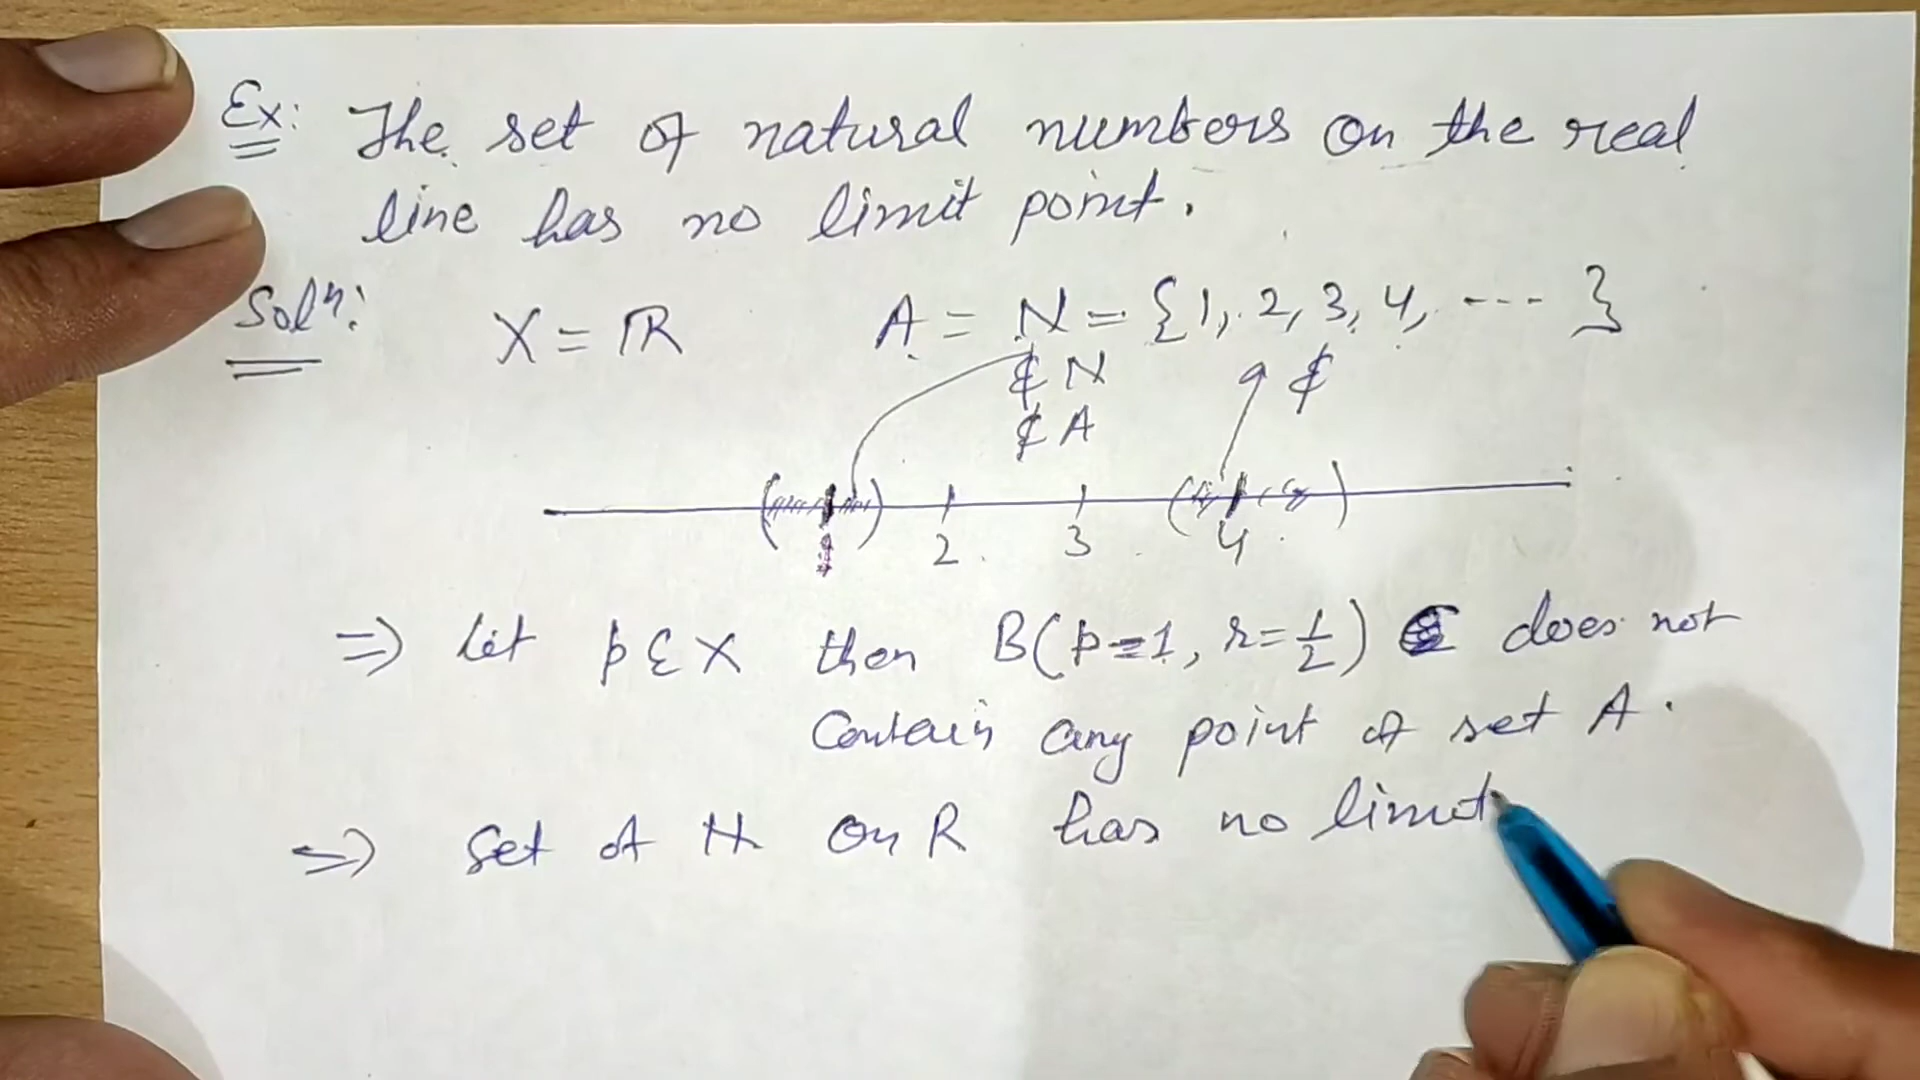 Ex: The set of natural numbers on the real
line has no limit point.
Solⁿ: X = ℝ A = N = {1, 2, 3, 4, --- }
∉ N ∉
∉ A
2 3 4
⇒ Let p ∈ X then B(p=1, r=1/2) does not
Contain any point of set A.
⇒ Set of N on R has no limit